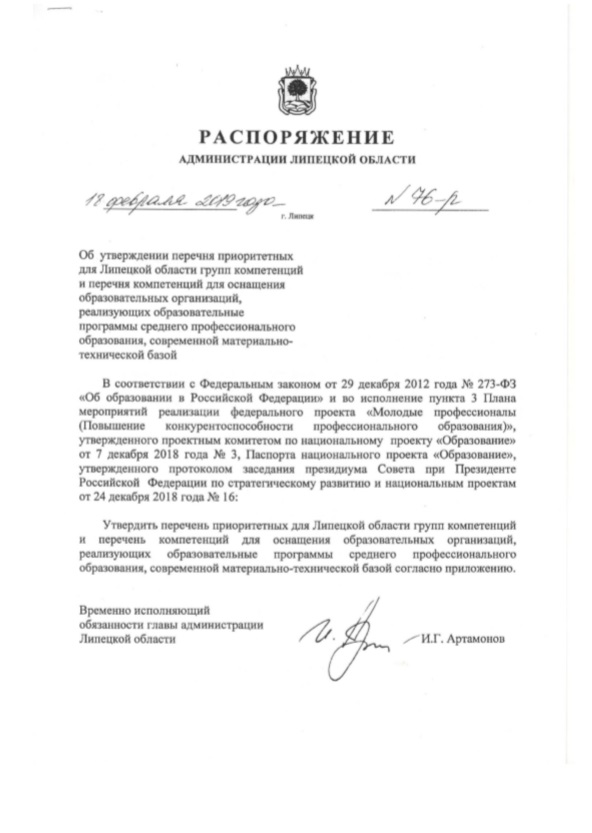 РАСПОРЯЖЕНИЕ
АДМИНИСТРАЦИИ ЛИПЕЦКОЙ ОБЛАСТИ
18 февраля 2019 года N 76-р
г. Липецк
Об утверждении перечня приоритетных
для Липецкой области групп компетенций
и перечня компетенций для оснащения
образовательных организаций,
реализующих образовательные
программы среднего профессионального
образования, современной материально-
технической базой
В соответствии с Федеральным законом от 29 декабря 2012 года № 273-ФЗ
«Об образовании в Российской Федерации» и во исполнение пункта 3 Плана
мероприятий реализации федерального проекта «Молодые профессионалы
(Повышение конкурентоспособности профессионального образования)»,
утвержденного проектным комитетом по национальному проекту «Образование»
от 7 декабря 2018 года № 3, Паспорта национального проекта «Образование»,
утвержденного протоколом заседания президиума Совета при Президенте
Российской Федерации по стратегическому развитию и национальным проектам
от 24 декабря 2018 года № 16:
Утвердить перечень приоритетных для Липецкой области групп компетенций
и перечень компетенций для оснащения образовательных организаций,
реализующих образовательные программы среднего профессионального
образования, современной материально-технической базой согласно приложению.
Временно исполняющий
обязанности главы администрации
Липецкой области И.Г. Артамонов